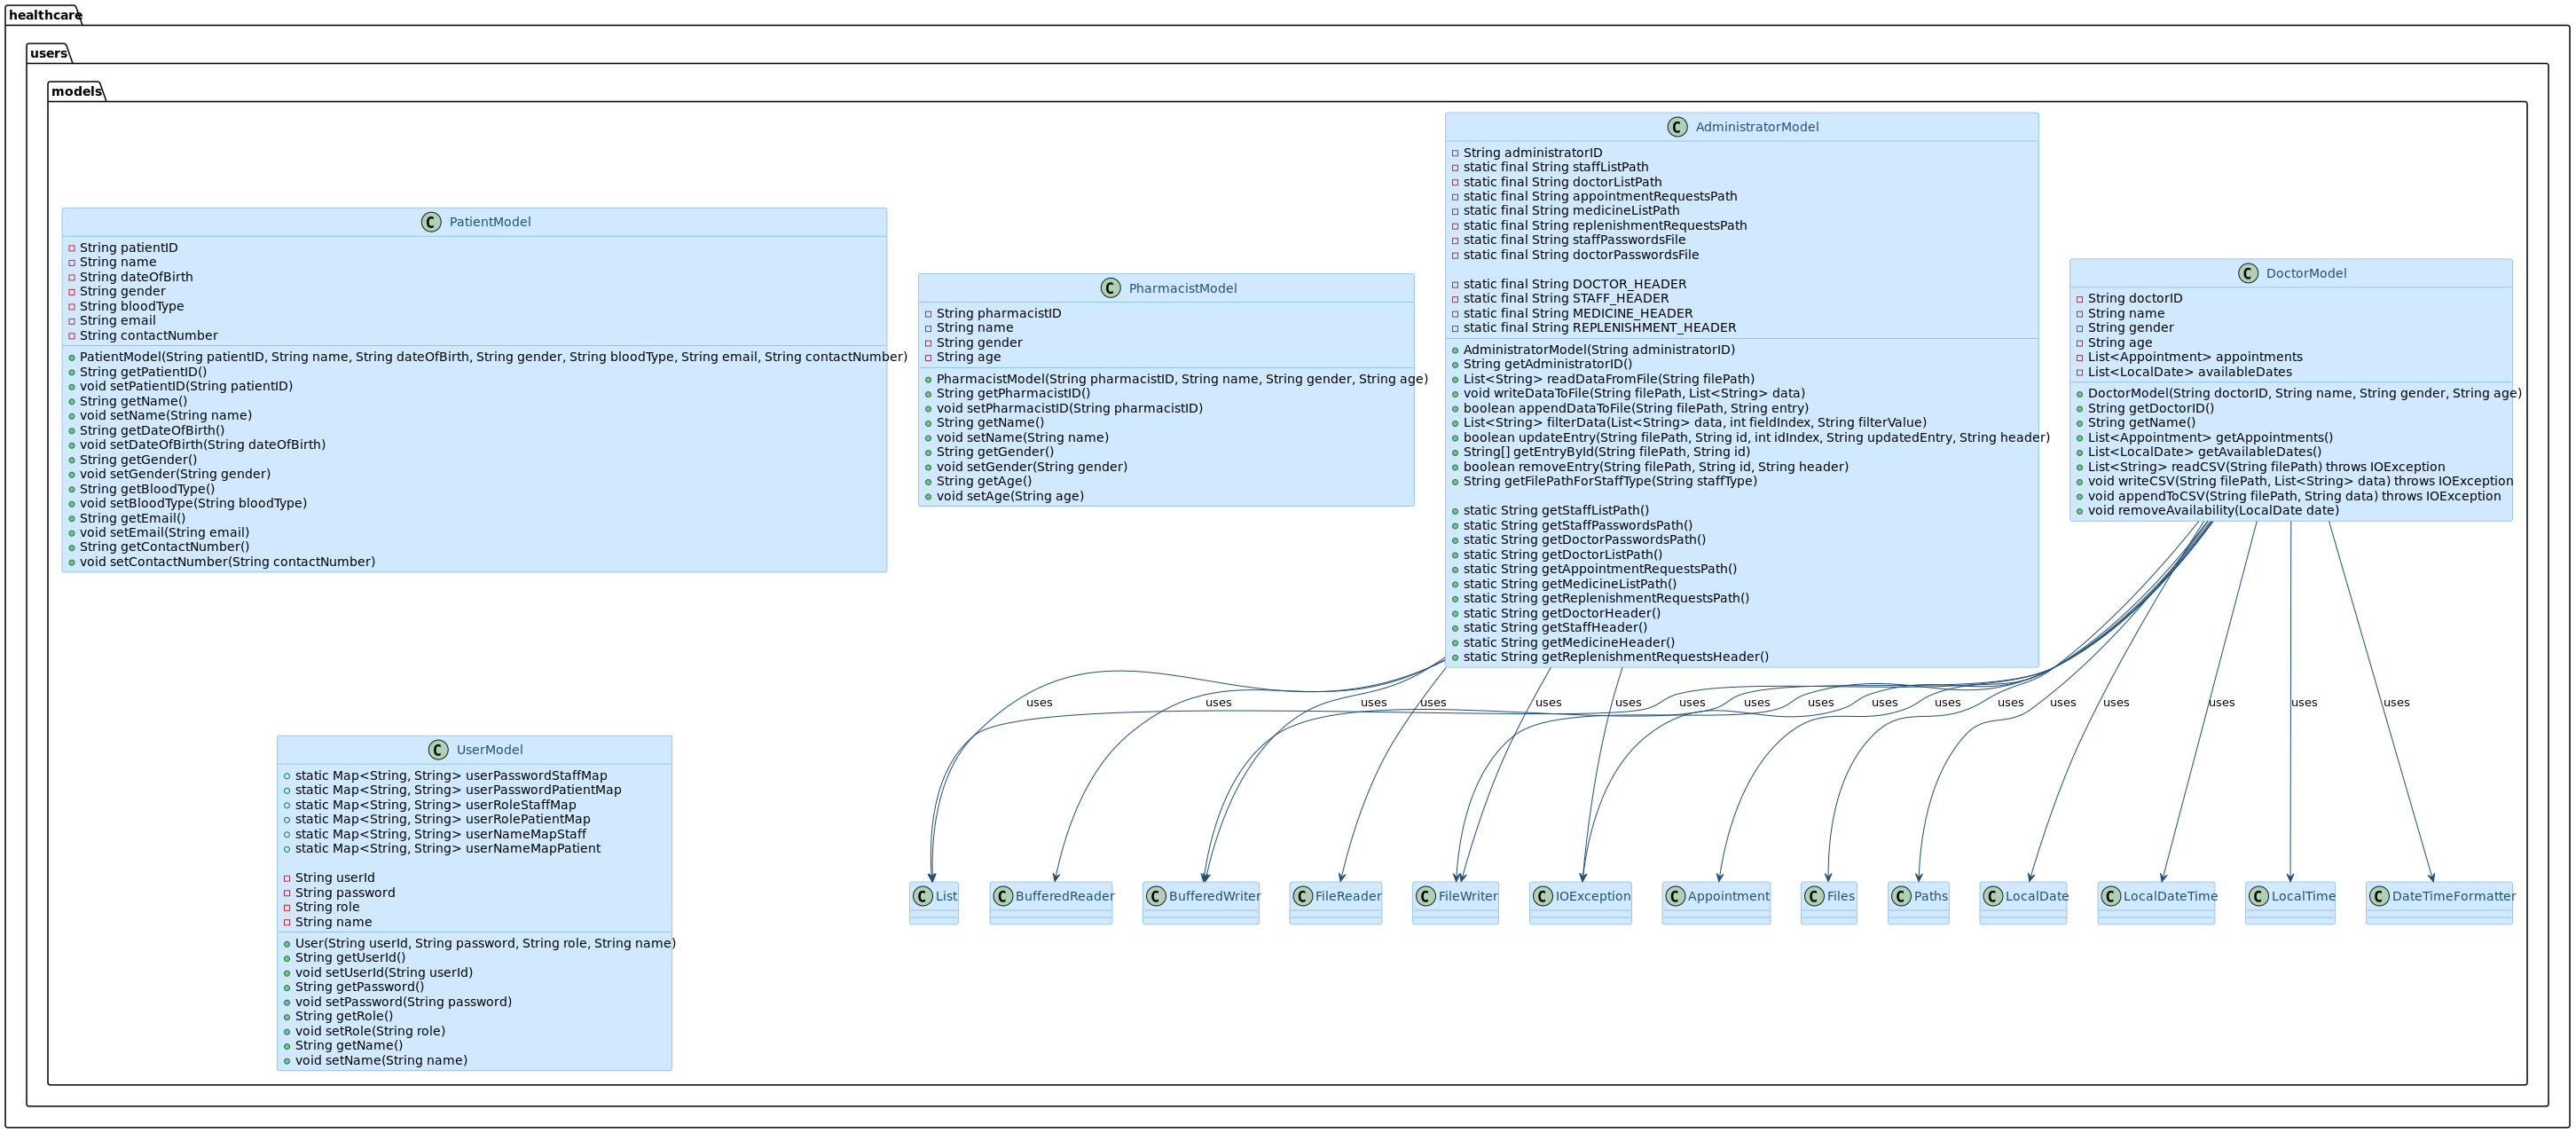 healthcare
users
models
PatientModel
String patientID
String name
String dateOfBirth
String gender
String bloodType
String email
String contactNumber
PatientModel(String patientID, String name, String dateOfBirth, String gender, String bloodType, String email, String contactNumber)
String getPatientID()
void setPatientID(String patientID)
String getName()
void setName(String name)
String getDateOfBirth()
void setDateOfBirth(String dateOfBirth)
String getGender()
void setGender(String gender)
String getBloodType()
void setBloodType(String bloodType)
String getEmail()
void setEmail(String email)
String getContactNumber()
void setContactNumber(String contactNumber)
PharmacistModel
String pharmacistID
String name
String gender
String age
PharmacistModel(String pharmacistID, String name, String gender, String age)
String getPharmacistID()
void setPharmacistID(String pharmacistID)
String getName()
void setName(String name)
String getGender()
void setGender(String gender)
String getAge()
void setAge(String age)
AdministratorModel
String administratorID
static final String staffListPath
static final String doctorListPath
static final String appointmentRequestsPath
static final String medicineListPath
static final String replenishmentRequestsPath
static final String staffPasswordsFile
static final String doctorPasswordsFile
static final String DOCTOR_HEADER
static final String STAFF_HEADER
static final String MEDICINE_HEADER
static final String REPLENISHMENT_HEADER
AdministratorModel(String administratorID)
String getAdministratorID()
List<String> readDataFromFile(String filePath)
void writeDataToFile(String filePath, List<String> data)
boolean appendDataToFile(String filePath, String entry)
List<String> filterData(List<String> data, int fieldIndex, String filterValue)
boolean updateEntry(String filePath, String id, int idIndex, String updatedEntry, String header)
String[] getEntryById(String filePath, String id)
boolean removeEntry(String filePath, String id, String header)
String getFilePathForStaffType(String staffType)
static String getStaffListPath()
static String getStaffPasswordsPath()
static String getDoctorPasswordsPath()
static String getDoctorListPath()
static String getAppointmentRequestsPath()
static String getMedicineListPath()
static String getReplenishmentRequestsPath()
static String getDoctorHeader()
static String getStaffHeader()
static String getMedicineHeader()
static String getReplenishmentRequestsHeader()
DoctorModel
String doctorID
String name
String gender
String age
List<Appointment> appointments
List<LocalDate> availableDates
DoctorModel(String doctorID, String name, String gender, String age)
String getDoctorID()
String getName()
List<Appointment> getAppointments()
List<LocalDate> getAvailableDates()
List<String> readCSV(String filePath) throws IOException
void writeCSV(String filePath, List<String> data) throws IOException
void appendToCSV(String filePath, String data) throws IOException
void removeAvailability(LocalDate date)
uses uses uses uses uses uses uses uses uses uses uses uses uses uses uses uses uses
UserModel
static Map<String, String> userPasswordStaffMap
static Map<String, String> userPasswordPatientMap
static Map<String, String> userRoleStaffMap
static Map<String, String> userRolePatientMap
static Map<String, String> userNameMapStaff
static Map<String, String> userNameMapPatient
String userId
String password
String role
String name
User(String userId, String password, String role, String name)
String getUserId()
void setUserId(String userId)
String getPassword()
void setPassword(String password)
String getRole()
void setRole(String role)
String getName()
void setName(String name)
List
BufferedReader
BufferedWriter
FileReader
FileWriter
IOException
Appointment
Files
Paths
LocalDate
LocalDateTime
LocalTime
DateTimeFormatter